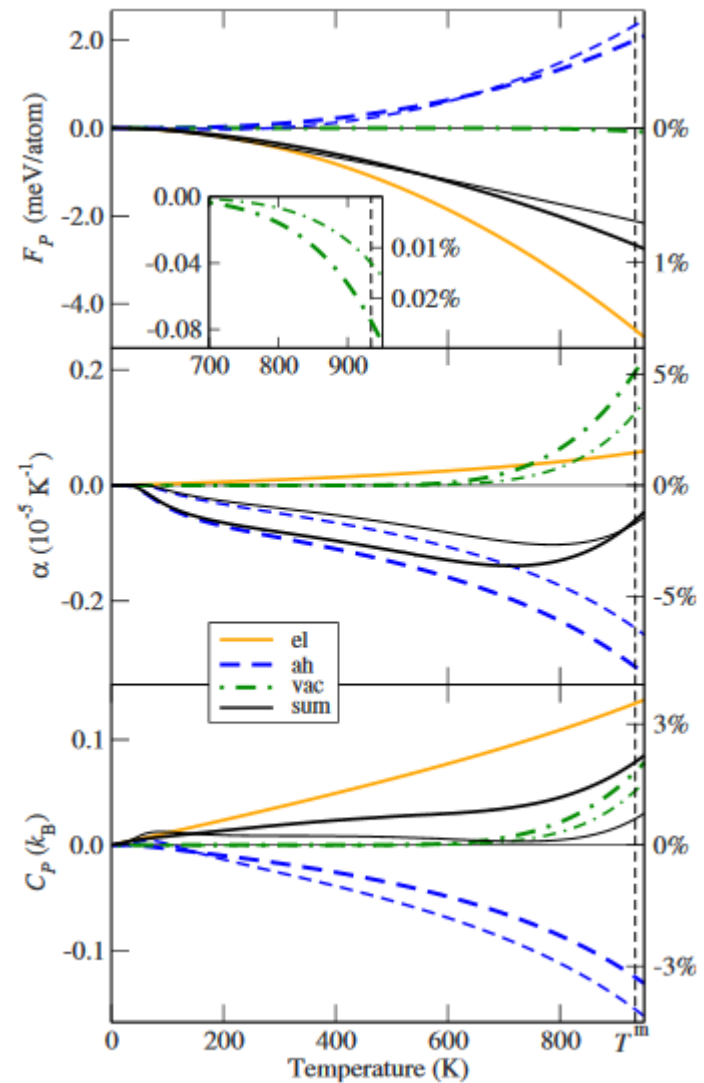 2.0
0.0
-2.0
-4.0
F_P (meV/atom)
0%
1%
0.00
-0.04
-0.08
0.01%
0.02%
700
800
900
0.2
0.0
-0.2
α (10⁻⁵ K⁻¹)
5%
0%
-5%
el
ah
vac
sum
0.1
0.0
-0.1
C_P (k_B)
3%
0%
-3%
0 200 400 600 800 Tᵐ
Temperature (K)